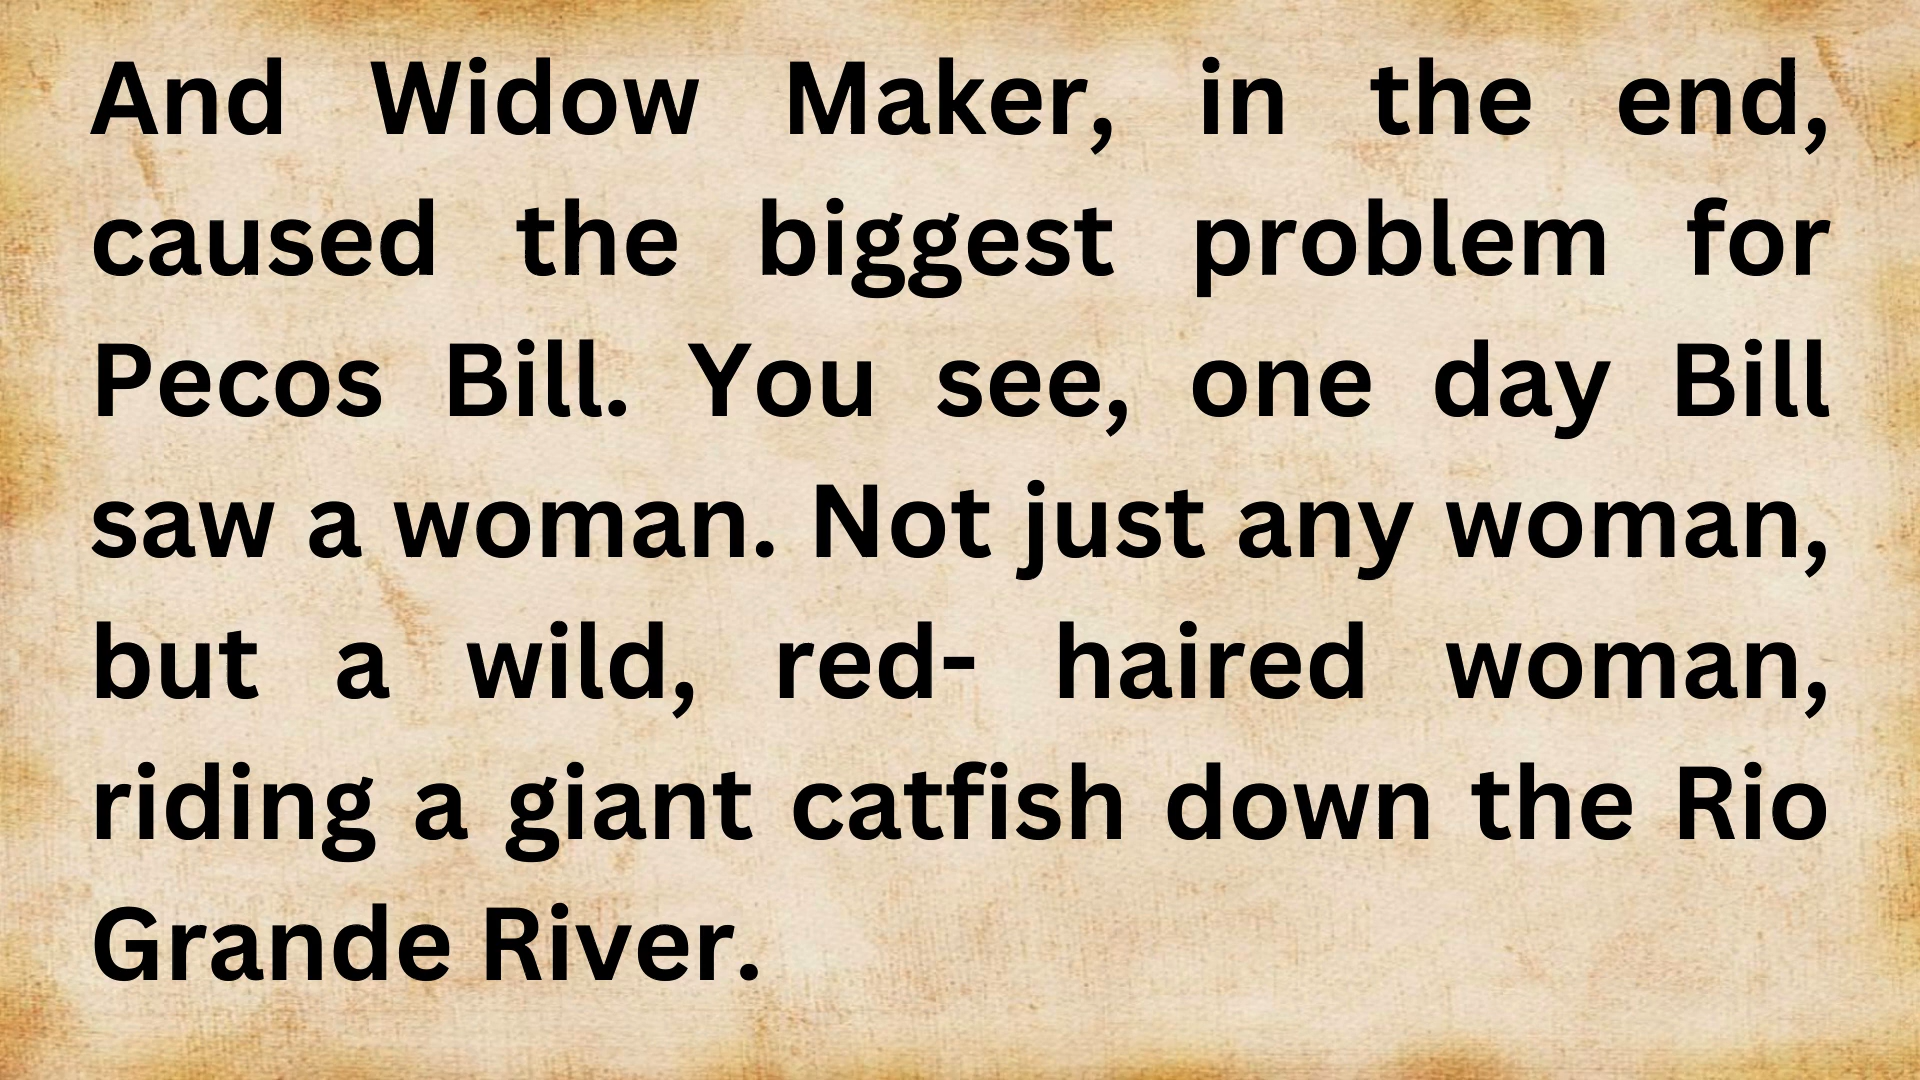 And Widow Maker, in the end,
caused the biggest problem for
Pecos Bill. You see, one day Bill
saw a woman. Not just any woman,
but a wild, red- haired woman,
riding a giant catfish down the Rio
Grande River.